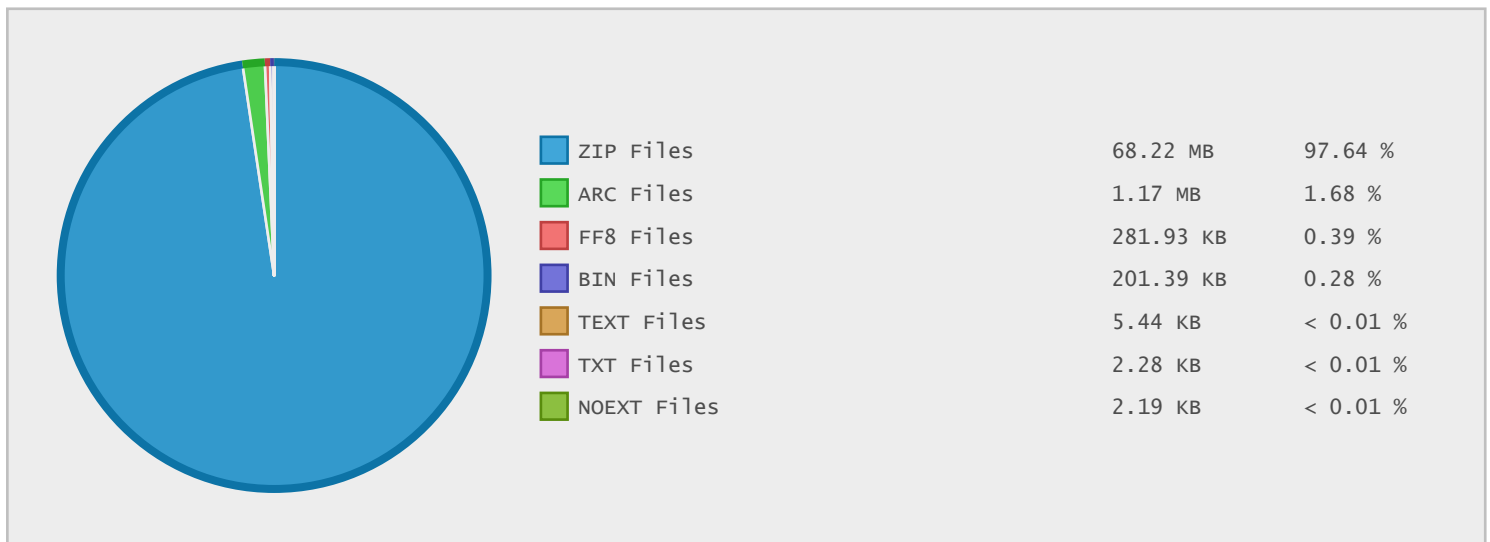 ZIP Files 68.22 MB 97.64 %
ARC Files 1.17 MB 1.68 %
FF8 Files 281.93 KB 0.39 %
BIN Files 201.39 KB 0.28 %
TEXT Files 5.44 KB < 0.01 %
TXT Files 2.28 KB < 0.01 %
NOEXT Files 2.19 KB < 0.01 %